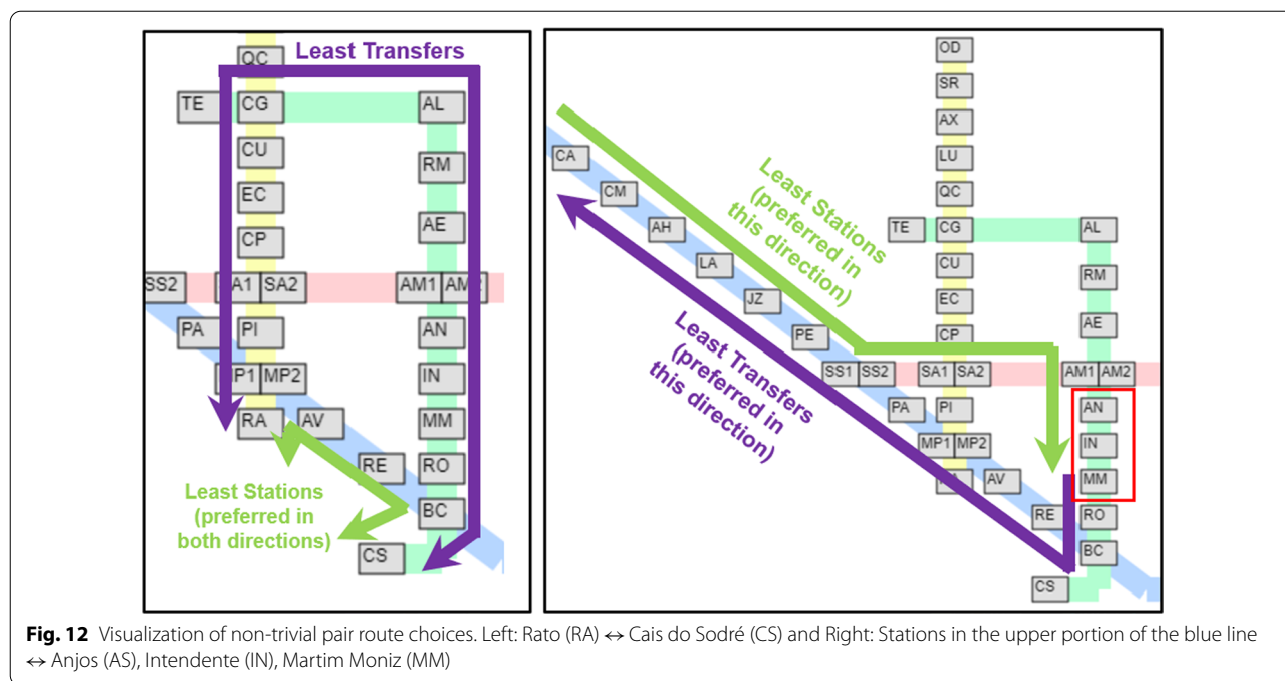 Least Transfers
QC
TE
CG
AL
CU
RM
EC
AE
CP
SS2
SA1
SA2
AM1
AM2
PA
PI
AN
MP1
MP2
IN
RA
AV
MM
RE
RO
BC
CS
Least Stations
(preferred in
both directions)
OD
SR
AX
LU
QC
TE
CG
AL
CU
RM
EC
AE
CP
CA
CM
AH
LA
JZ
PE
SS1
SS2
SA1
SA2
AM1
AM2
PA
PI
AN
MP1
MP2
IN
AV
MM
RE
RO
BC
CS
Least Stations
(preferred in
this direction)
Least Transfers
(preferred in
this direction)
Fig. 12 Visualization of non-trivial pair route choices. Left: Rato (RA) ↔ Cais do Sodré (CS) and Right: Stations in the upper portion of the blue line
↔ Anjos (AS), Intendente (IN), Martim Moniz (MM)